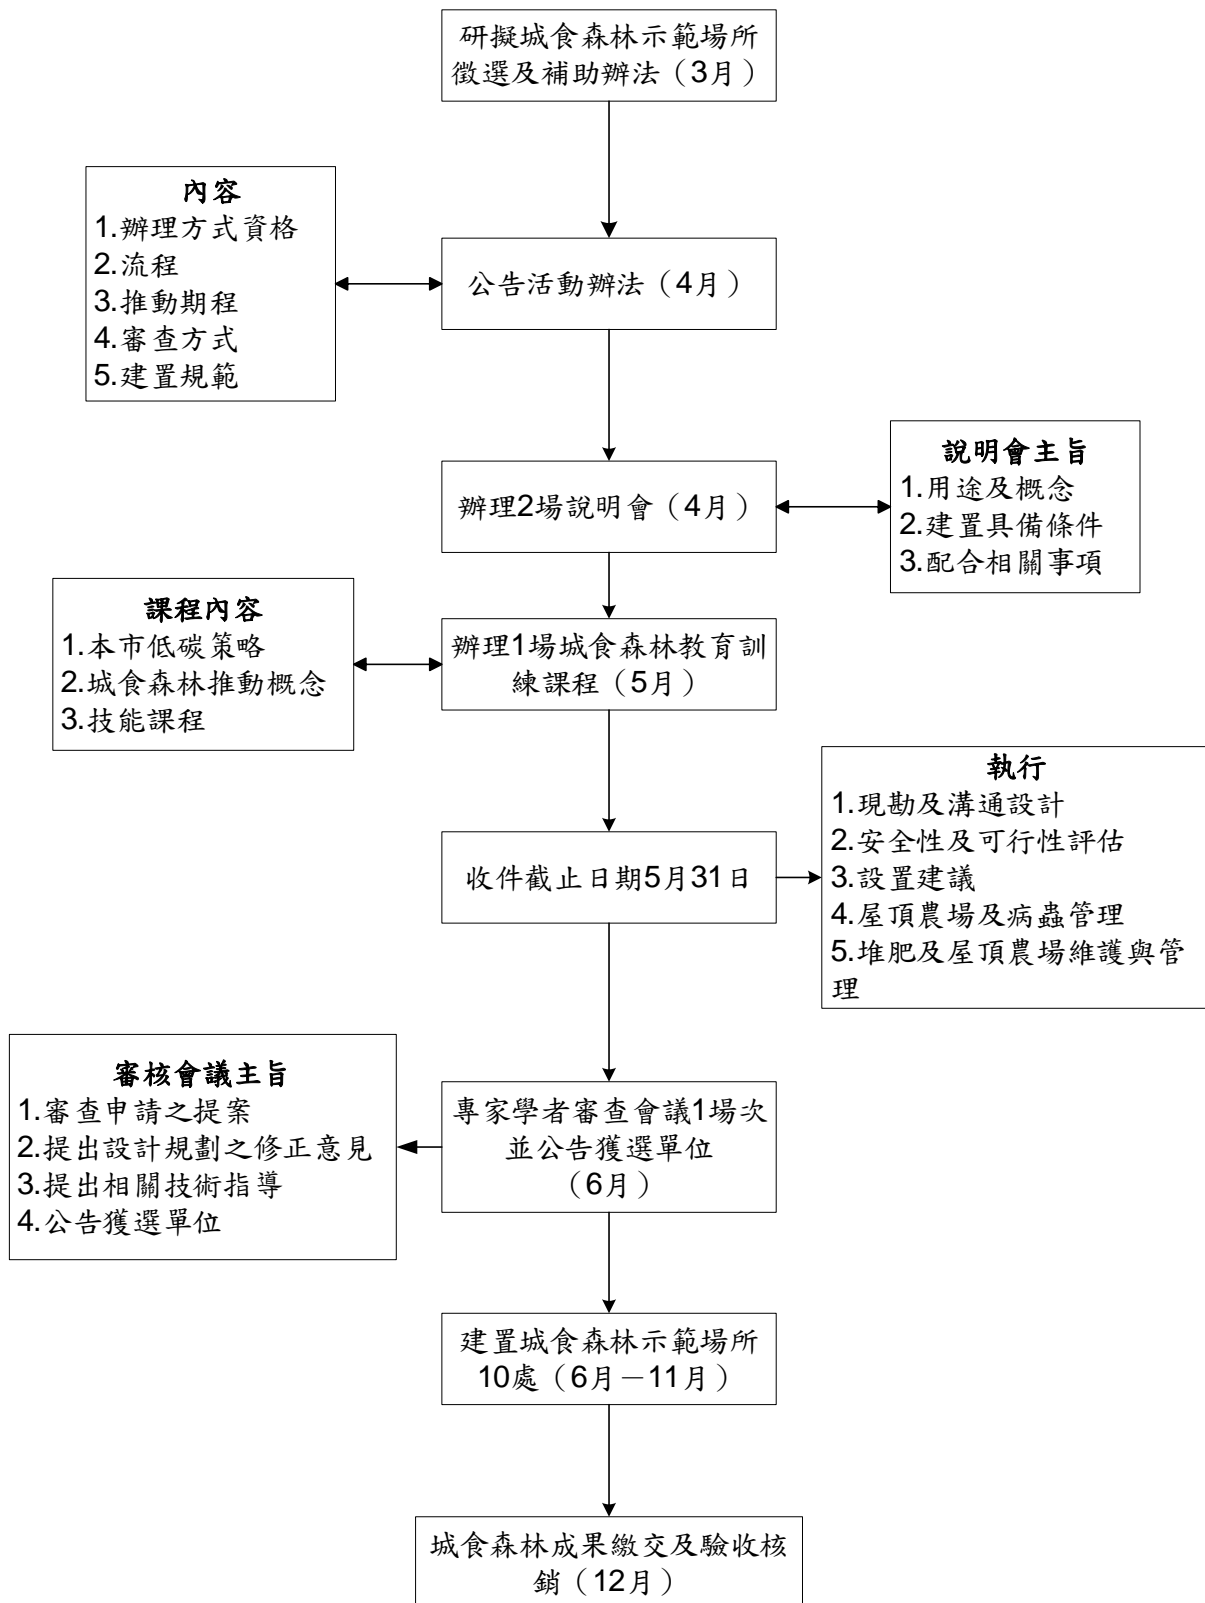 研擬城食森林示範場所
徵選及補助辦法（3月）
內容
1.辦理方式資格
2.流程
3.推動期程
4.審查方式
5.建置規範
公告活動辦法（4月）
說明會主旨
1.用途及概念
2.建置具備條件
3.配合相關事項
辦理2場說明會（4月）
課程內容
1.本市低碳策略
2.城食森林推動概念
3.技能課程
辦理1場城食森林教育訓
練課程（5月）
執行
1.現勘及溝通設計
2.安全性及可行性評估
3.設置建議
4.屋頂農場及病蟲管理
5.堆肥及屋頂農場維護與管
理
收件截止日期5月31日
審核會議主旨
1.審查申請之提案
2.提出設計規劃之修正意見
3.提出相關技術指導
4.公告獲選單位
專家學者審查會議1場次
並公告獲選單位
（6月）
建置城食森林示範場所
10處（6月－11月）
城食森林成果繳交及驗收核
銷（12月）